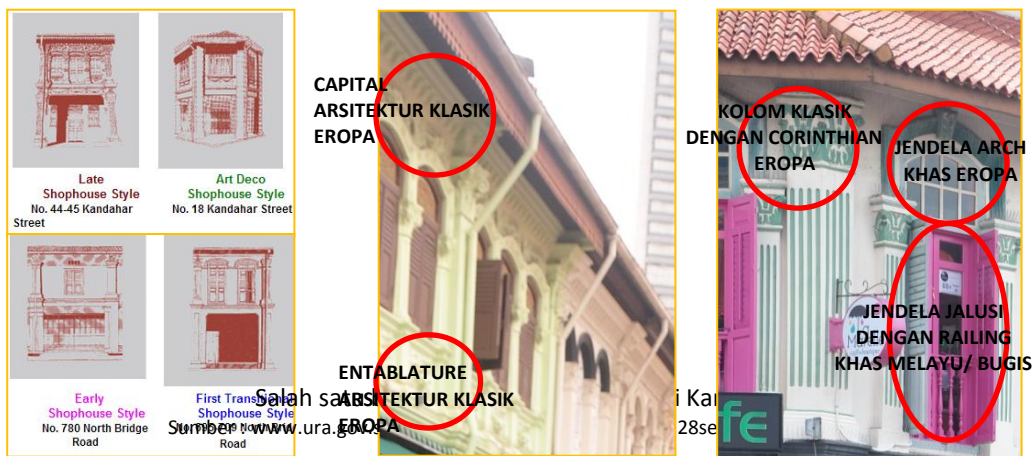 Late
Shophouse Style
No. 44-45 Kandahar
Street
Art Deco
Shophouse Style
No. 18 Kandahar Street
Early
Shophouse Style
No. 780 North Bridge
Road
First Transitional
Shophouse Style
North
Road
CAPITAL
ARSITEKTUR KLASIK
EROPA
ENTABLATURE
ARSITEKTUR KLASIK
EROPA
KOLOM KLASIK
DENGAN CORINTHIAN
EROPA
JENDELA ARCH
KHAS EROPA
JENDELA JALUSI
DENGAN RAILING
KHAS MELAYU/ BUGIS
fe
Salah
Sumber : www.ura.gov.s